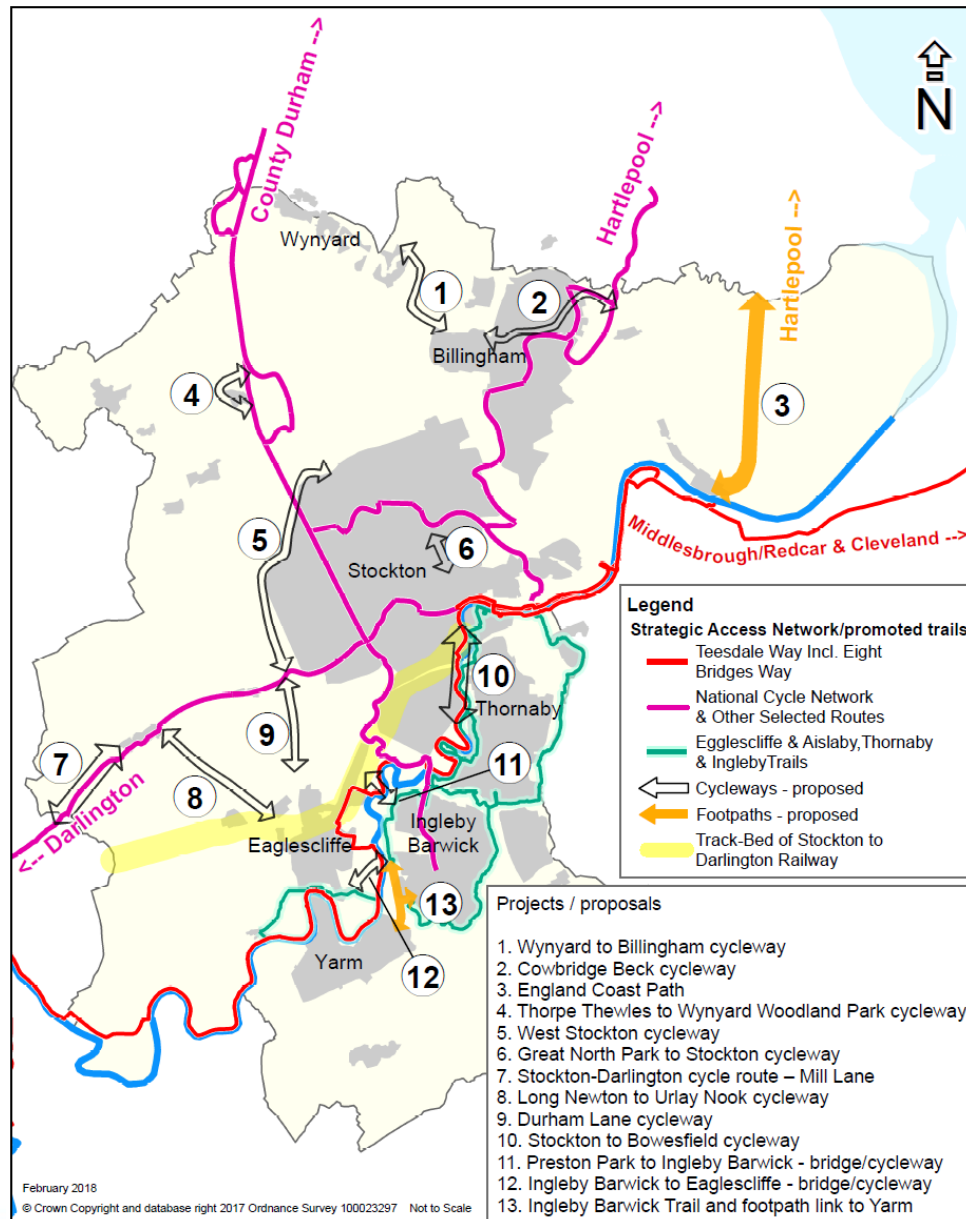 County Durham -->
Hartlepool -->
Hartlepool -->
N
Wynyard
1
2
Billingham
3
4
5
6
Stockton
Middlesbrough/Redcar & Cleveland -->
10
Thornaby
9
7
8
11
<-- Darlington
Eaglescliffe
Ingleby
Barwick
13
Yarm
12
Legend
Strategic Access Network/promoted trails
Teesdale Way Incl. Eight
Bridges Way
National Cycle Network
& Other Selected Routes
Egglescliffe & Aislaby,Thornaby
& InglebyTrails
Cycleways - proposed
Footpaths - proposed
Track-Bed of Stockton to
Darlington Railway
Projects / proposals
1. Wynyard to Billingham cycleway
2. Cowbridge Beck cycleway
3. England Coast Path
4. Thorpe Thewles to Wynyard Woodland Park cycleway
5. West Stockton cycleway
6. Great North Park to Stockton cycleway
7. Stockton-Darlington cycle route – Mill Lane
8. Long Newton to Urlay Nook cycleway
9. Durham Lane cycleway
10. Stockton to Bowesfield cycleway
11. Preston Park to Ingleby Barwick - bridge/cycleway
12. Ingleby Barwick to Eaglescliffe - bridge/cycleway
13. Ingleby Barwick Trail and footpath link to Yarm
February 2018
© Crown Copyright and database right 2017 Ordnance Survey 100023297 Not to Scale